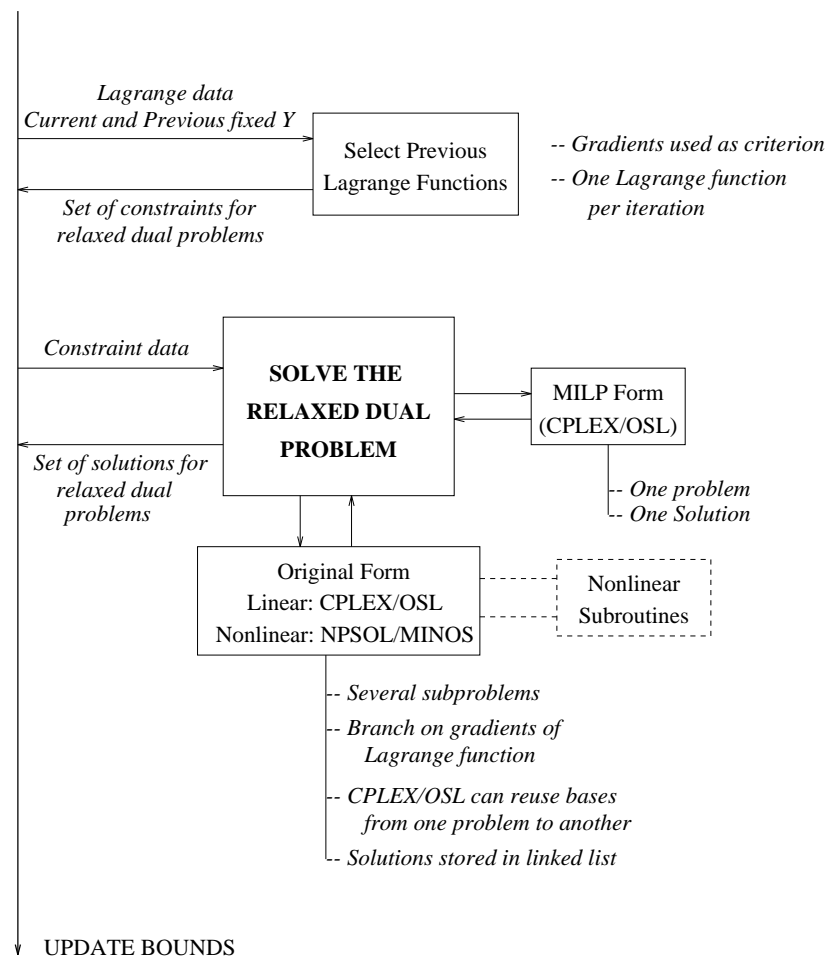 Lagrange data
Current and Previous fixed Y
Select Previous
Lagrange Functions
-- Gradients used as criterion
-- One Lagrange function
per iteration
Set of constraints for
relaxed dual problems
Constraint data
SOLVE THE
RELAXED DUAL
PROBLEM
MILP Form
(CPLEX/OSL)
Set of solutions for
relaxed dual
problems
-- One problem
-- One Solution
Original Form
Linear: CPLEX/OSL
Nonlinear: NPSOL/MINOS
Nonlinear
Subroutines
-- Several subproblems
-- Branch on gradients of
Lagrange function
-- CPLEX/OSL can reuse bases
from one problem to another
-- Solutions stored in linked list
UPDATE BOUNDS